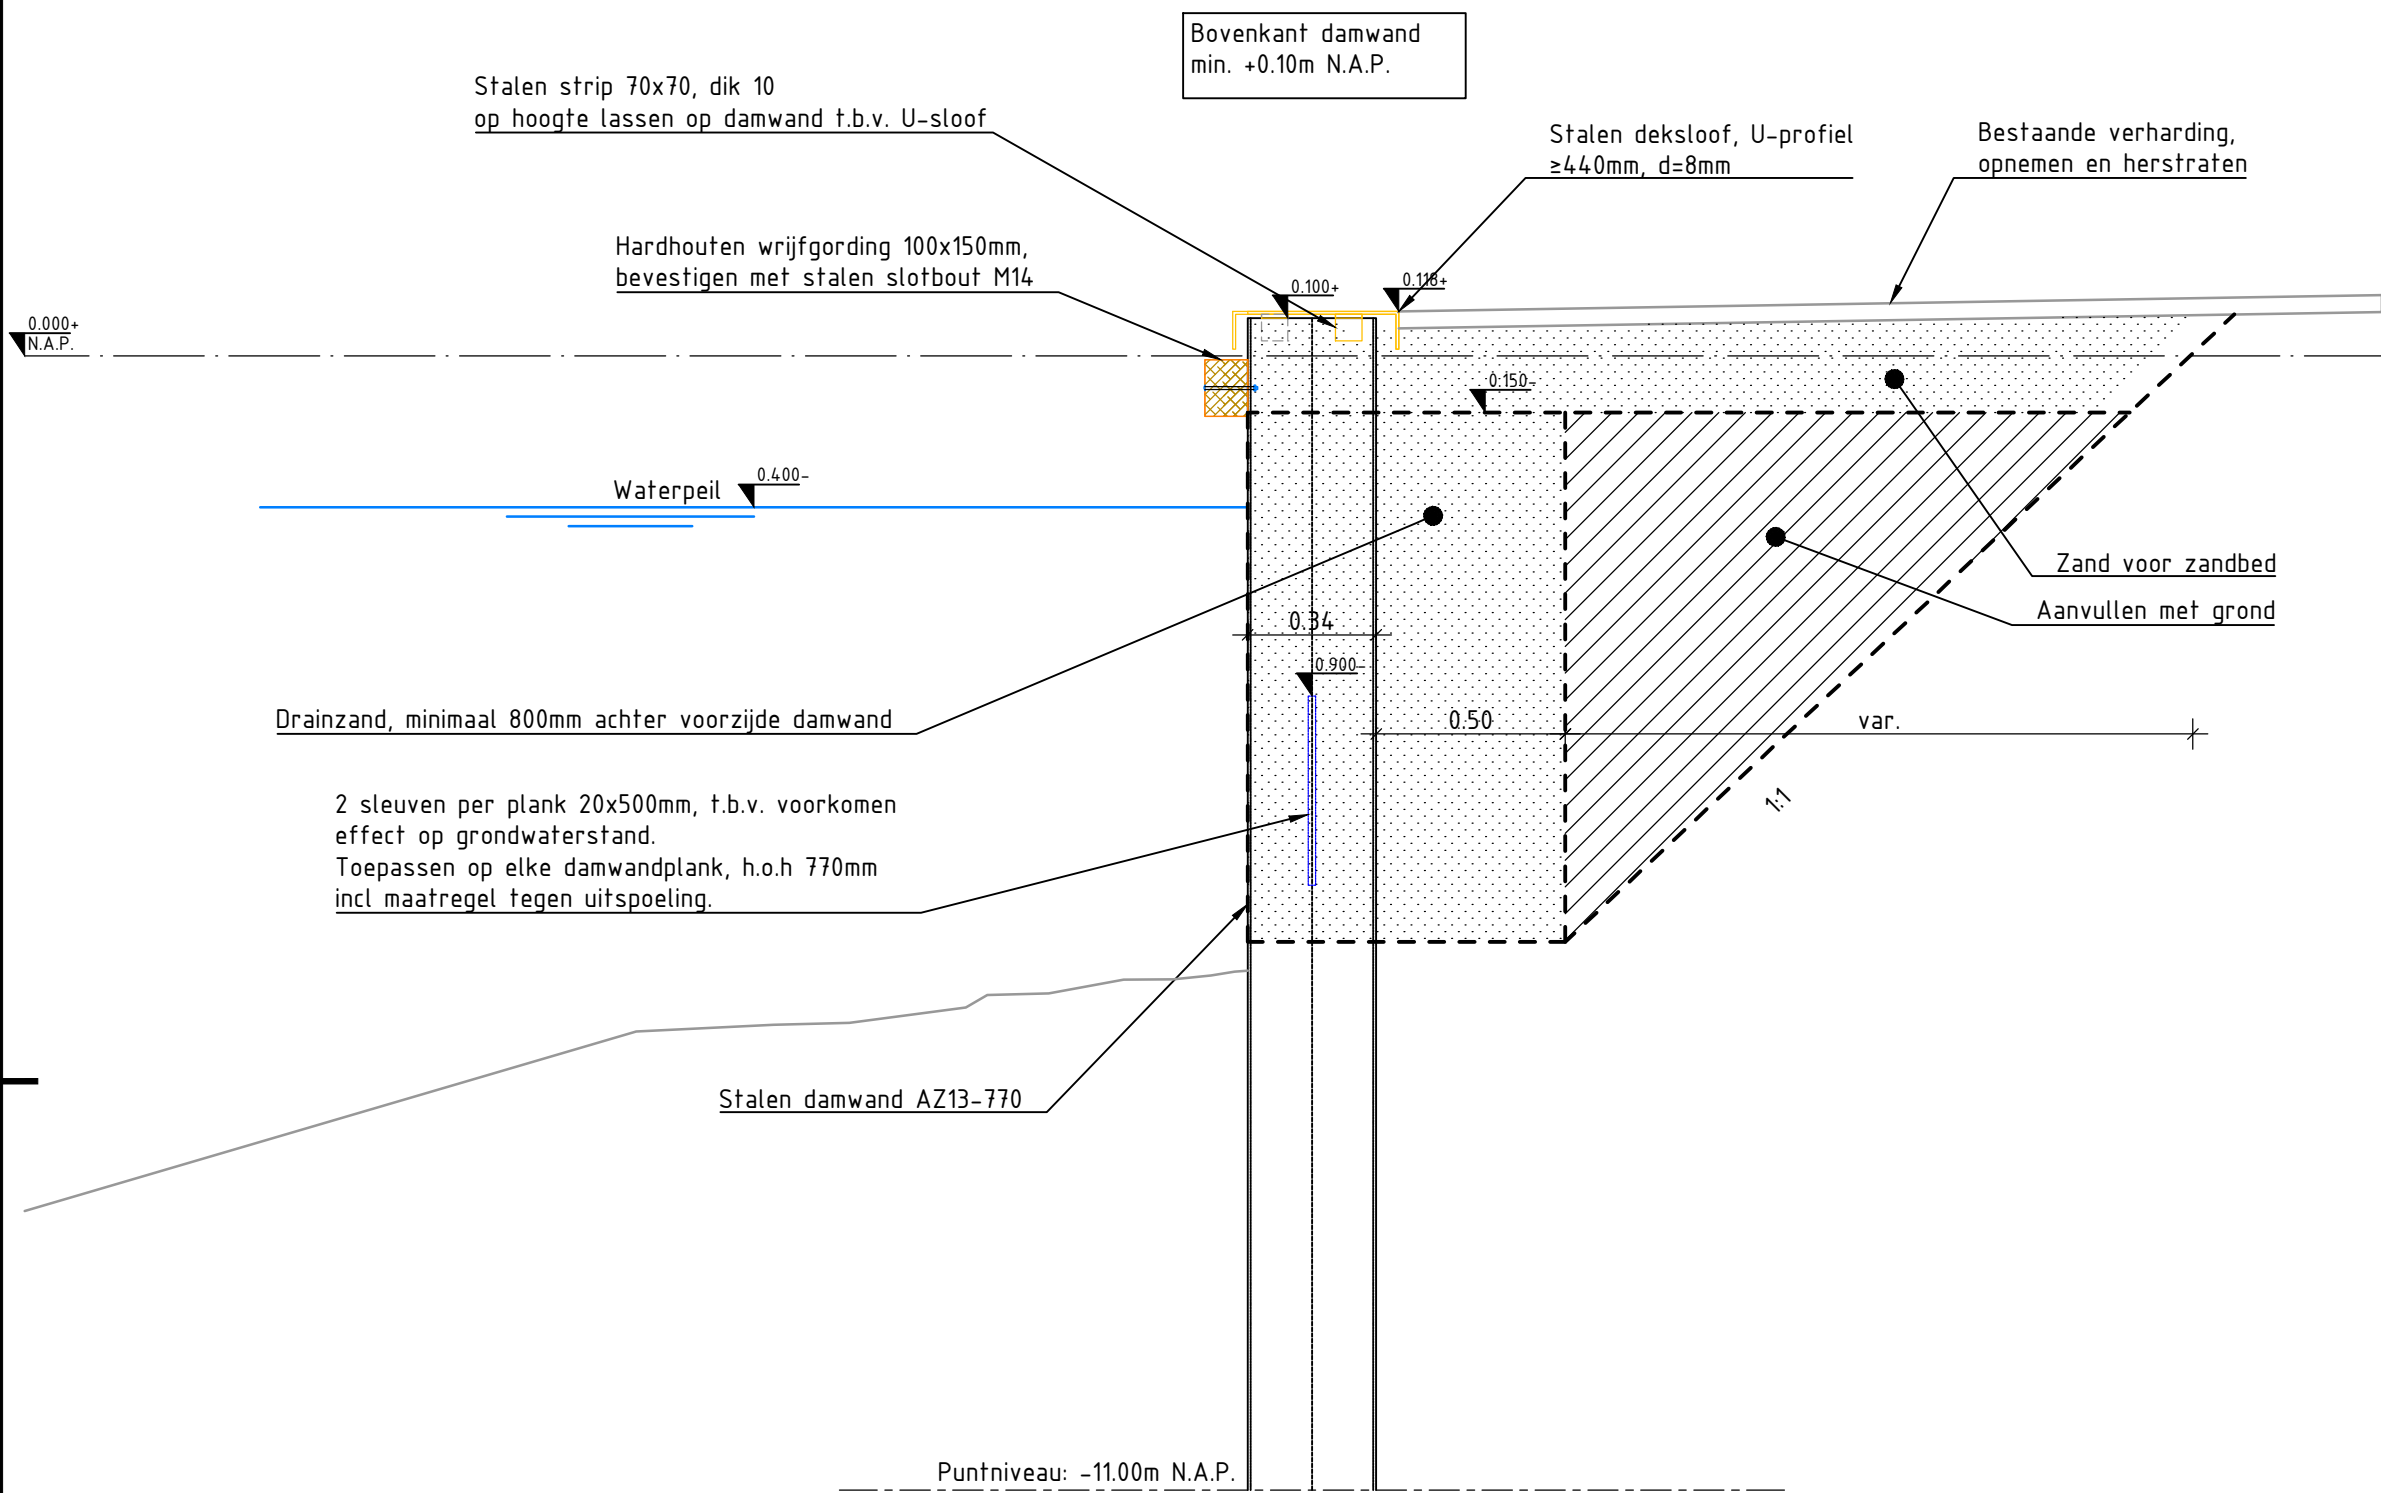 Bovenkant damwand
min. +0.10m N.A.P.
Stalen strip 70x70, dik 10
op hoogte lassen op damwand t.b.v. U-sloof
Stalen deksloof, U-profiel
≥440mm, d=8mm
Bestaande verharding,
opnemen en herstraten
Hardhouten wrijfgording 100x150mm,
bevestigen met stalen slotbout M14
0.100+
0.118+
0.000+
N.A.P.
0.150-
Waterpeil
0.400-
Zand voor zandbed
Aanvullen met grond
0.34
0.900-
Drainzand, minimaal 800mm achter voorzijde damwand
0.50
var.
1:1
2 sleuven per plank 20x500mm, t.b.v. voorkomen
effect op grondwaterstand.
Toepassen op elke damwandplank, h.o.h 770mm
incl maatregel tegen uitspoeling.
Stalen damwand AZ13-770
Puntniveau: -11.00m N.A.P.